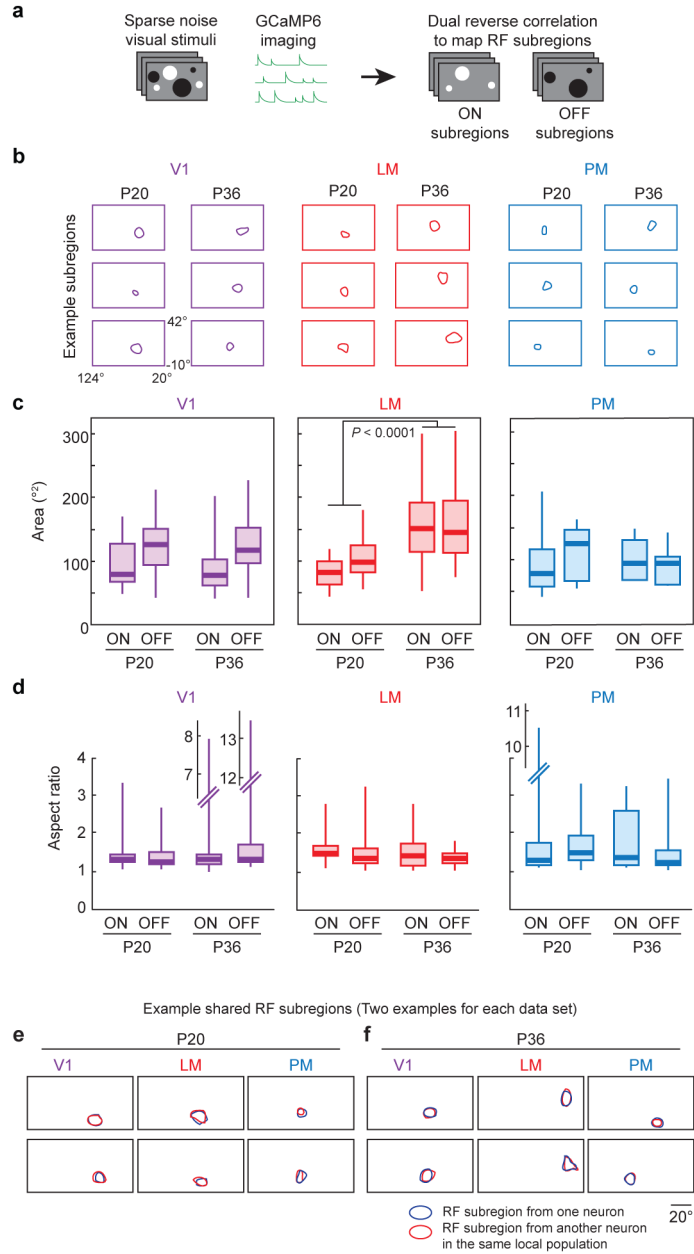 a
Sparse noise
visual stimuli
GCaMP6
imaging
Dual reverse correlation
to map RF subregions
ON
subregions
OFF
subregions
b
V1
LM
PM
P20
P36
P20
P36
P20
P36
Example subregions
42°
-10°
124°
20°
c
V1
LM
PM
Area (°2)
300
200
100
0
P < 0.0001
ON OFF ON OFF
P20 P36
ON OFF ON OFF
P20 P36
ON OFF ON OFF
P20 P36
d
V1
LM
PM
Aspect ratio
4
3
2
1
0
8
7
13
12
11
10
ON OFF ON OFF
P20 P36
ON OFF ON OFF
P20 P36
ON OFF ON OFF
P20 P36
Example shared RF subregions (Two examples for each data set)
e
P20
V1 LM PM
f
P36
V1 LM PM
RF subregion from one neuron
RF subregion from another neuron
in the same local population
20°